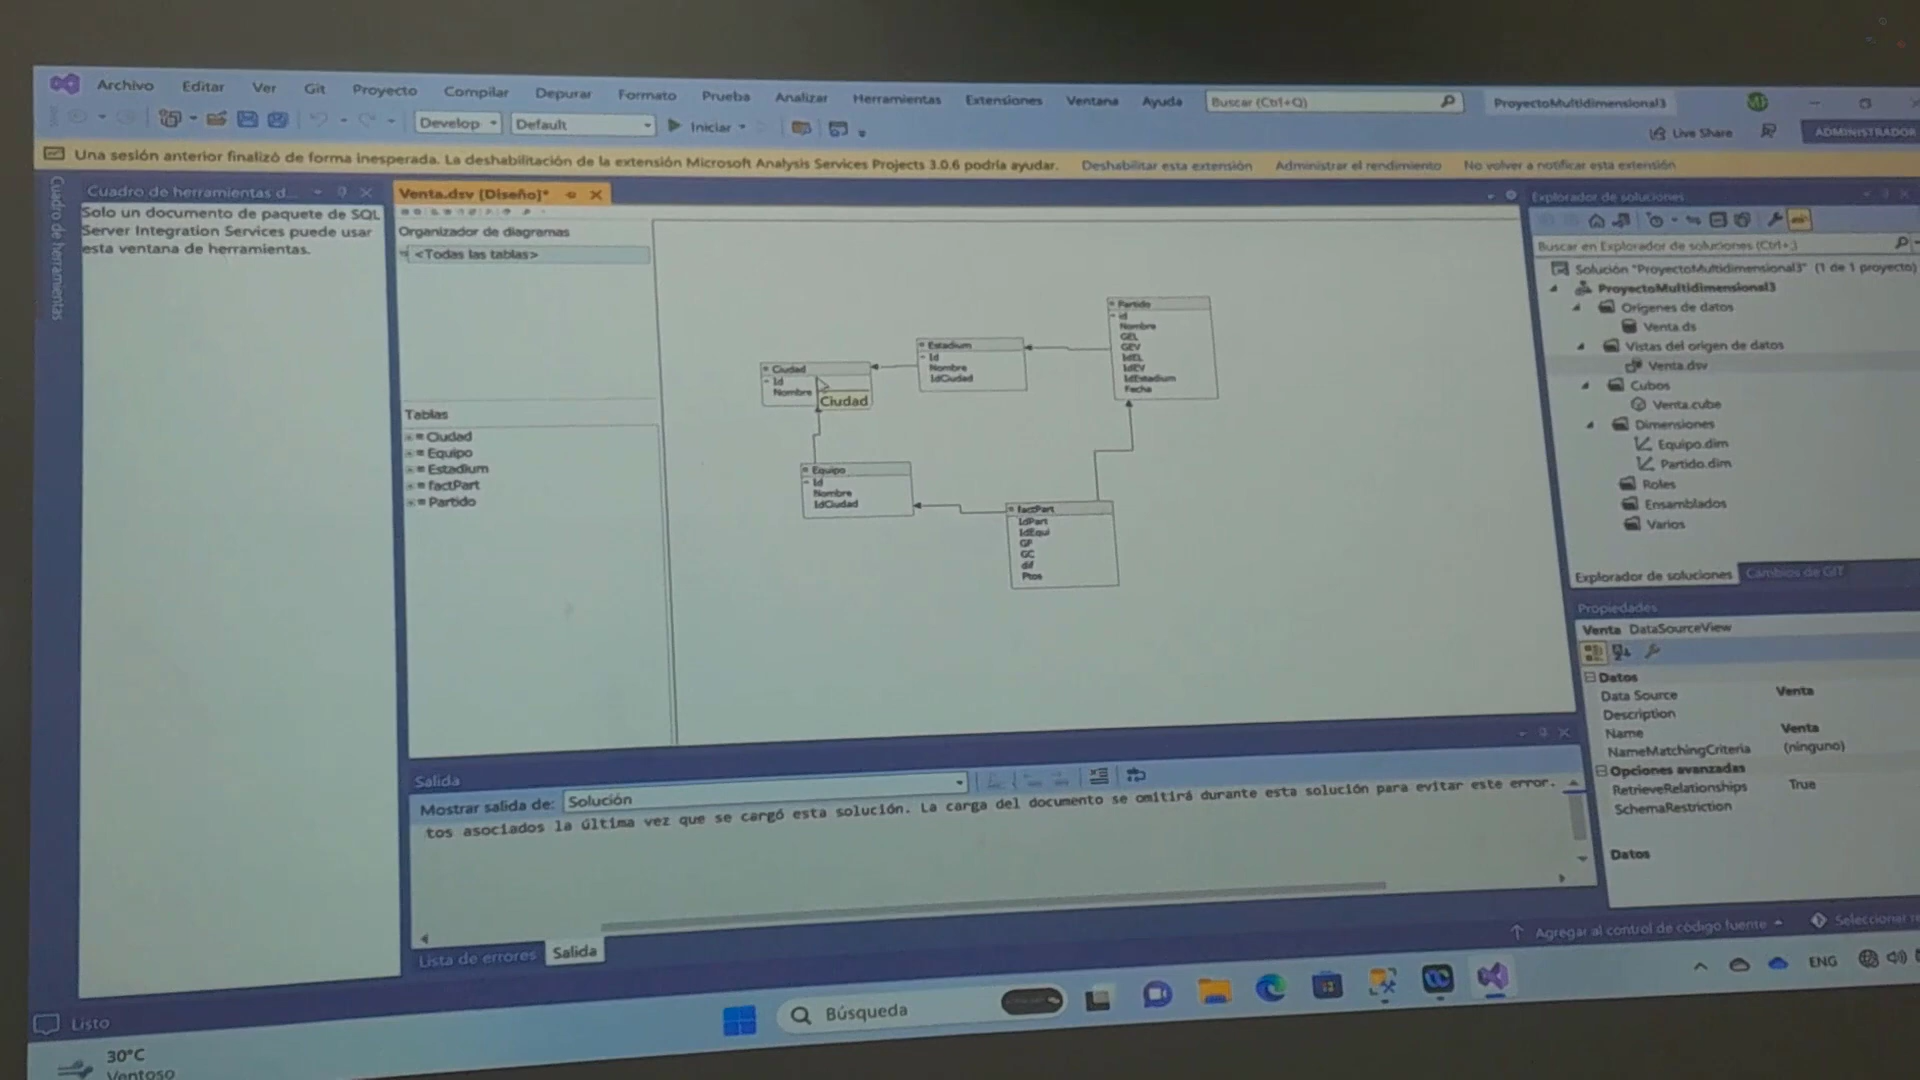 Archivo Editar Ver Git Proyecto Compilar Depurar Formato Prueba Analizar Herramientas Extensiones Ventana Ayuda Buscar (Ctrl+Q) ProyectoMultidimensional3
Develop Default Iniciar Live Share ADMINISTRADOR
Una sesión anterior finalizó de forma inesperada. La deshabilitación de la extensión Microsoft Analysis Services Projects 3.0.6 podría ayudar. Deshabilitar esta extensión Administrar el rendimiento No volver a notificar esta extensión
Cuadro de herramientas
Cuadro de herramientas d...
Solo un documento de paquete de SQL
Server Integration Services puede usar
esta ventana de herramientas.
Venta.dsv [Diseño]*
Organizador de diagramas
<Todas las tablas>
Tablas
Ciudad
Equipo
Estadium
factPart
Partido
Ciudad
Id
Nombre
Ciudad
Estadium
Id
Nombre
IdCiudad
Partido
id
Nombre
GEL
GEV
IdEL
IdEV
IdEstadium
Fecha
Equipo
Id
Nombre
IdCiudad
factPart
IdPart
IdEqui
GF
GC
dif
Ptos
Explorador de soluciones
Buscar en Explorador de soluciones (Ctrl+;)
Solución "ProyectoMultidimensional3" (1 de 1 proyecto)
ProyectoMultidimensional3
Orígenes de datos
Venta.ds
Vistas del origen de datos
Venta.dsv
Cubos
Venta.cube
Dimensiones
Equipo.dim
Partido.dim
Roles
Ensamblados
Varios
Explorador de soluciones Cambios de GIT
Propiedades
Venta DataSourceView
Datos
Data Source Venta
Description
Name Venta
NameMatchingCriteria (ninguno)
Opciones avanzadas
RetrieveRelationships True
SchemaRestriction
Datos
Salida
Mostrar salida de: Solución
tos asociados la última vez que se cargó esta solución. La carga del documento se omitirá durante esta solución para evitar este error.
Lista de errores Salida
Agregar al control de código fuente Seleccionar
Listo
30°C
Ventoso
Búsqueda
ENG